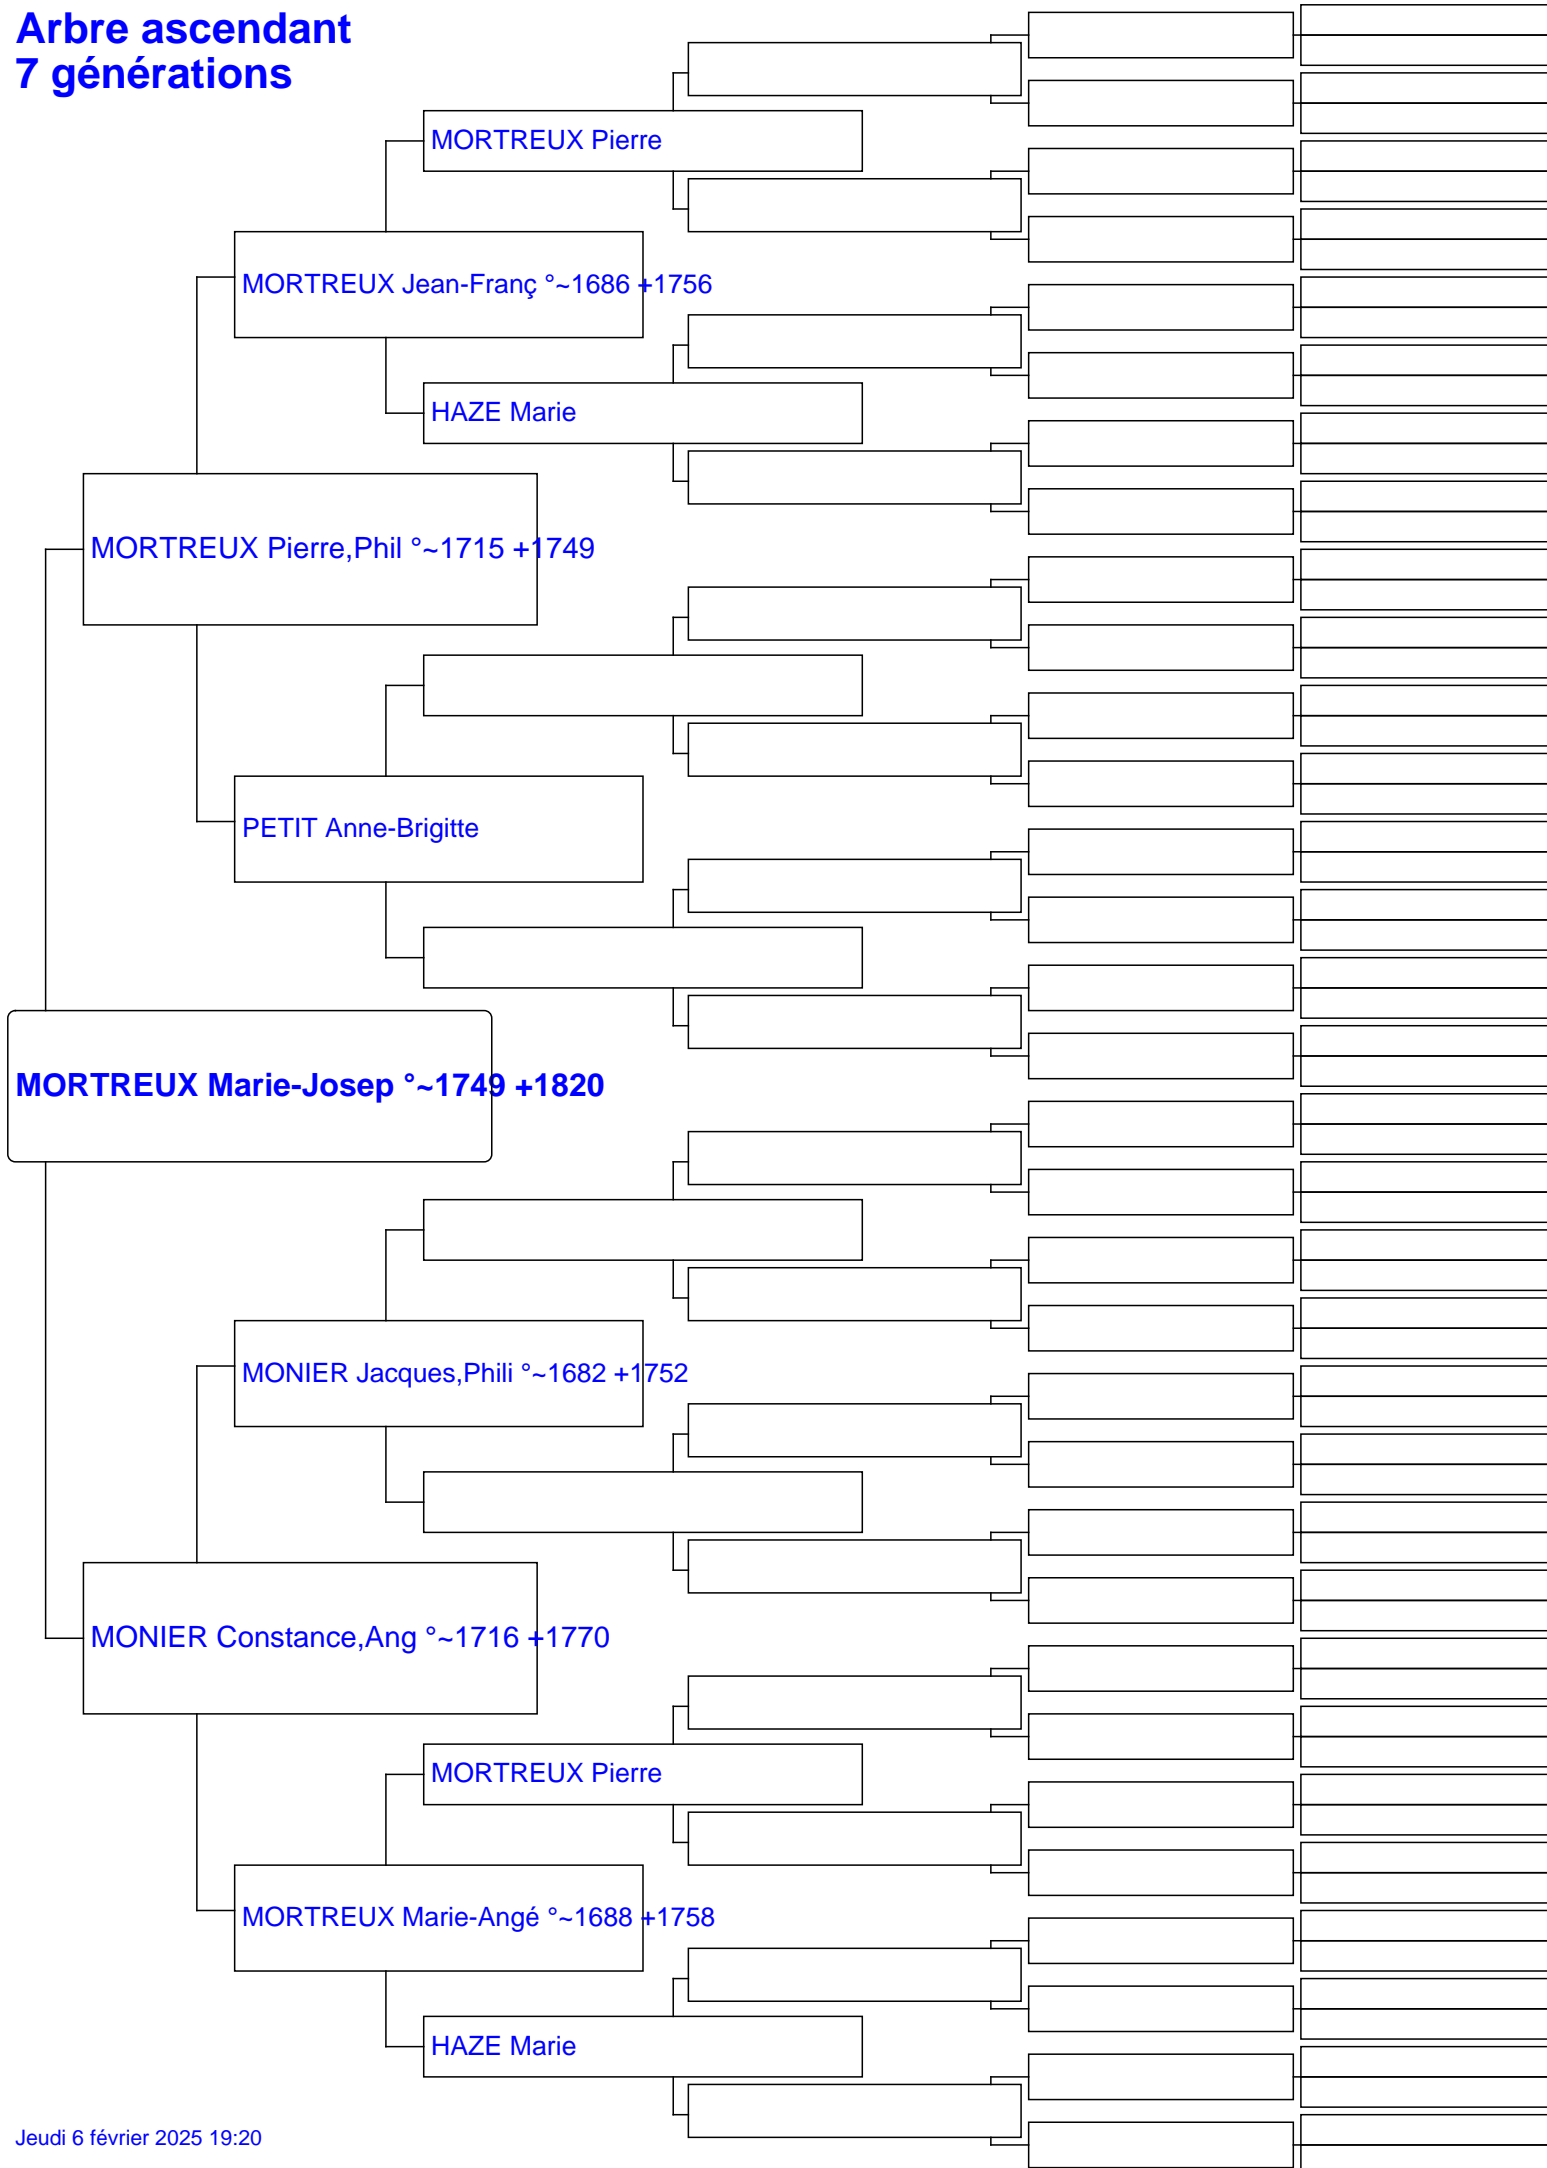 Arbre ascendant
7 générations
MORTREUX Pierre
MORTREUX Jean-Franç °~1686 +1756
HAZE Marie
MORTREUX Pierre,Phil °~1715 +1749
PETIT Anne-Brigitte
MORTREUX Marie-Josep °~1749 +1820
MONIER Jacques,Phili °~1682 +1752
MONIER Constance,Ang °~1716 +1770
MORTREUX Pierre
MORTREUX Marie-Angé °~1688 +1758
HAZE Marie
Jeudi 6 février 2025 19:20